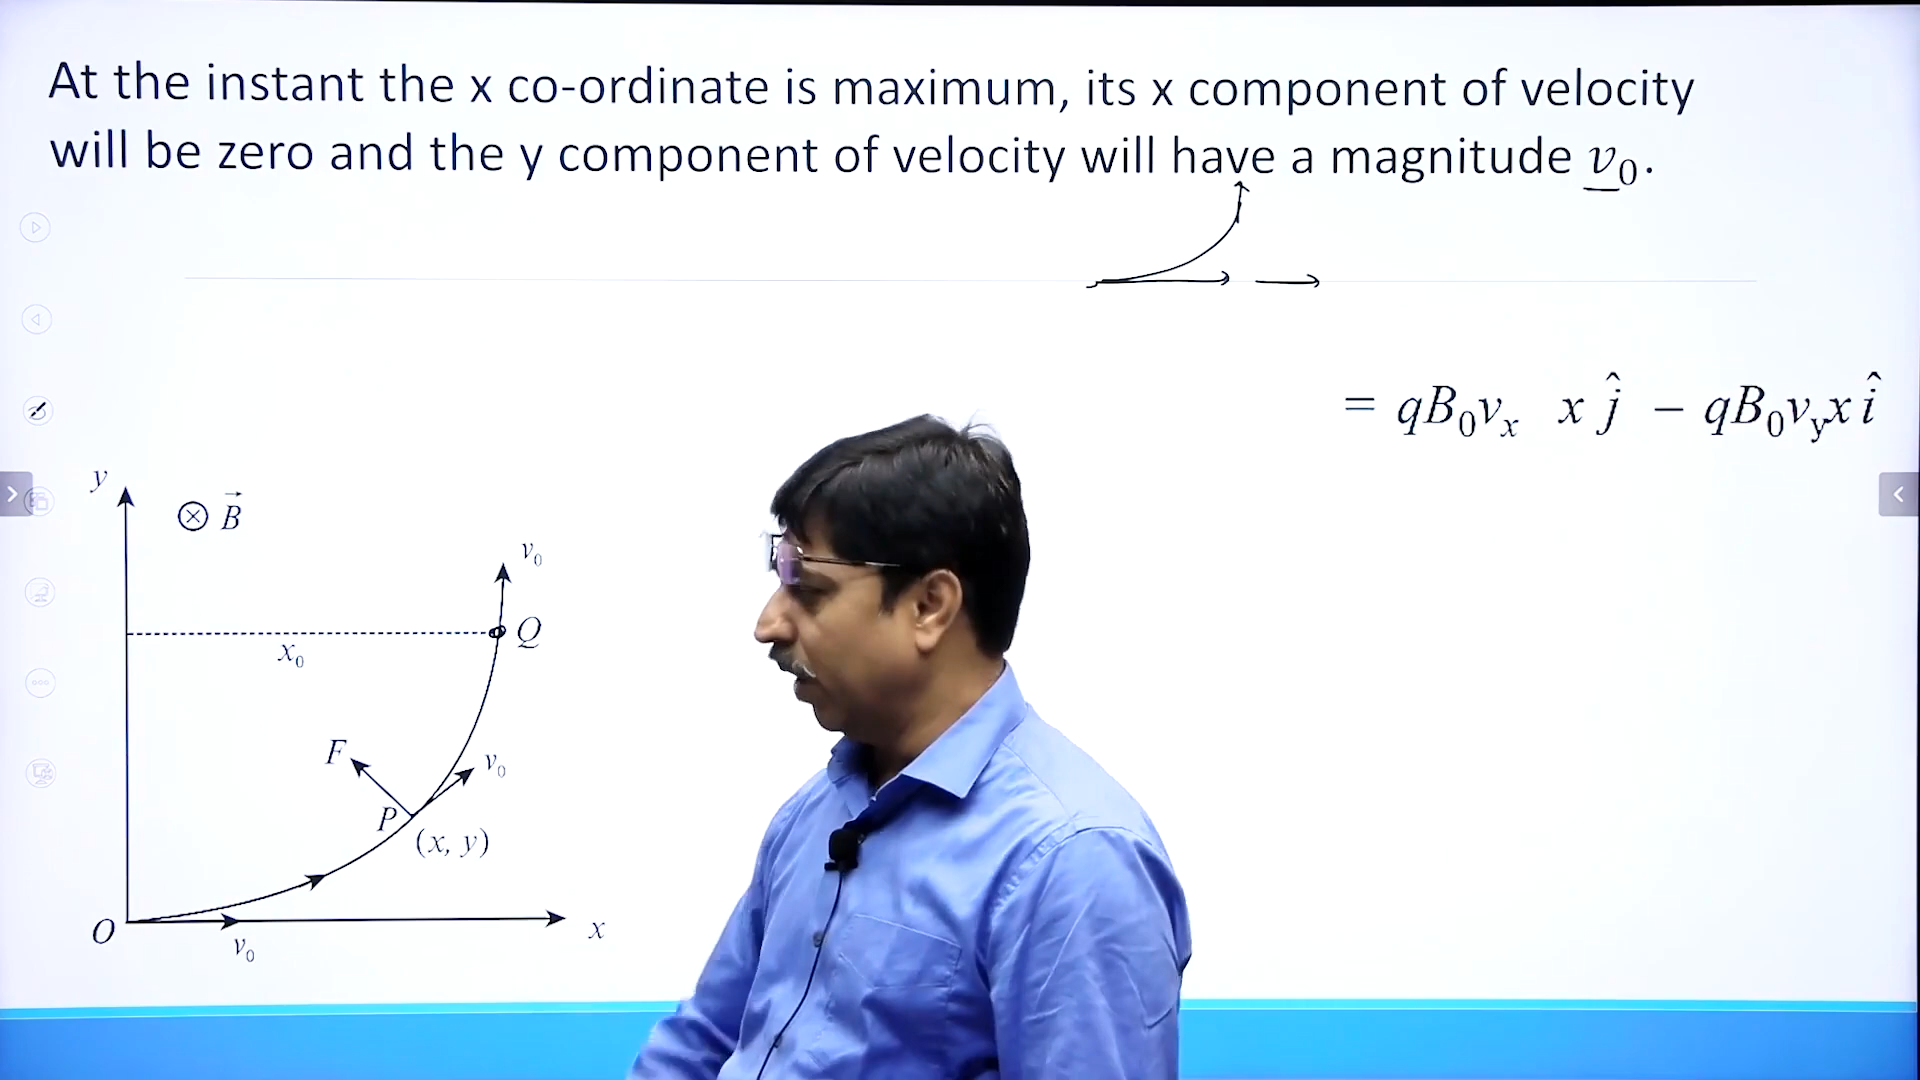 At the instant the x co-ordinate is maximum, its x component of velocity
will be zero and the y component of velocity will have a magnitude v₀.
= qB₀vₓ x ĵ − qB₀v_y x î
y
⊗ B⃗
v₀
Q
x₀
F
v₀
P
(x, y)
O
v₀
x